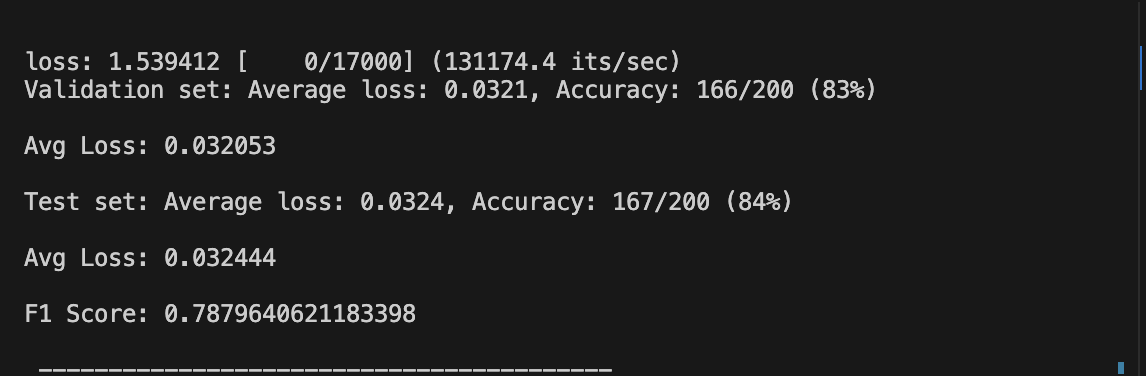 loss: 1.539412 [    0/17000] (131174.4 its/sec)
Validation set: Average loss: 0.0321, Accuracy: 166/200 (83%)
Avg Loss: 0.032053
Test set: Average loss: 0.0324, Accuracy: 167/200 (84%)
Avg Loss: 0.032444
F1 Score: 0.7879640621183398
_________________________________________